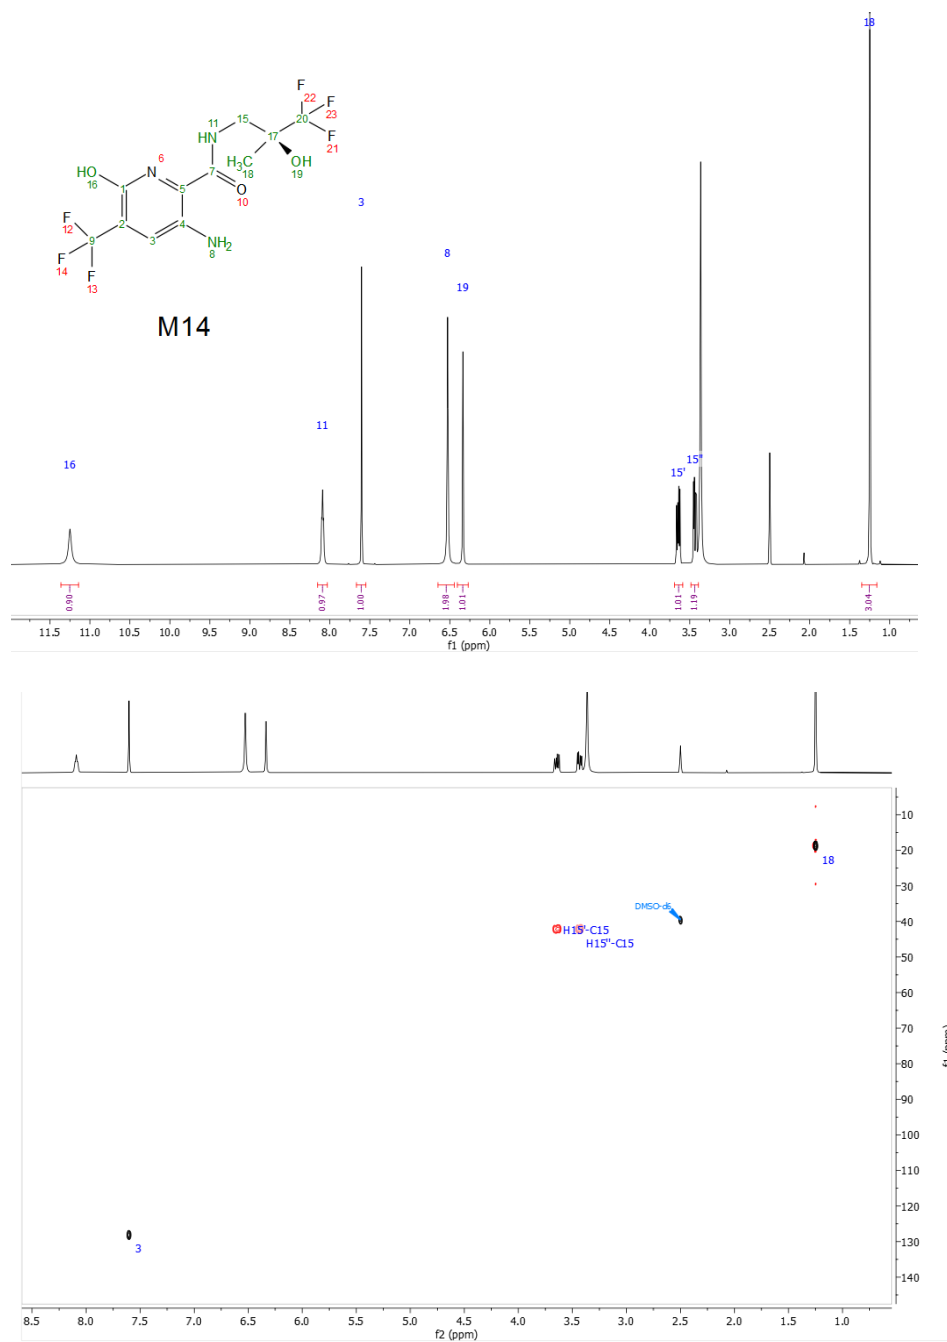 18
F
22
F
23
11
15
20
HN
17
F
21
6
7
H₃C
18
OH
19
HO
16
N
1
5
O
10
3
F
12
2
4
9
3
NH₂
8
F
14
F
13
8
19
M14
11
16
15'
15"
0.90
0.97
1.00
1.98
1.01
1.01
1.19
3.04
11.5 11.0 10.5 10.0 9.5 9.0 8.5 8.0 7.5 7.0 6.5 6.0 5.5 5.0 4.5 4.0 3.5 3.0 2.5 2.0 1.5 1.0
f1 (ppm)
10
20
18
30
DMSO-d6
40
H15'-C15
H15''-C15
50
60
70
80
90
f1 (ppm)
100
110
120
130
3
140
8.5 8.0 7.5 7.0 6.5 6.0 5.5 5.0 4.5 4.0 3.5 3.0 2.5 2.0 1.5 1.0
f2 (ppm)